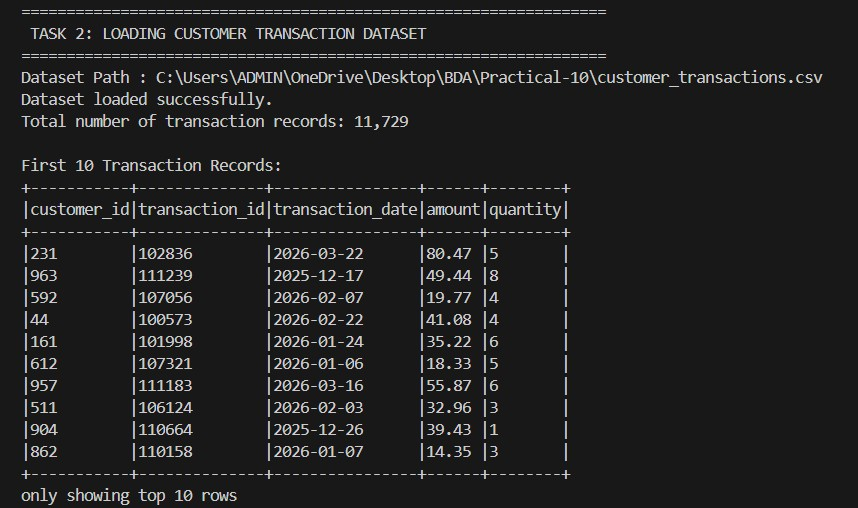 =================================================================
TASK 2: LOADING CUSTOMER TRANSACTION DATASET
=================================================================
Dataset Path : C:\Users\ADMIN\OneDrive\Desktop\BDA\Practical-10\customer_transactions.csv
Dataset loaded successfully.
Total number of transaction records: 11,729

First 10 Transaction Records:
+-----------+--------------+----------------+------+--------+
|customer_id|transaction_id|transaction_date|amount|quantity|
+-----------+--------------+----------------+------+--------+
|231        |102836        |2026-03-22      |80.47 |5       |
|963        |111239        |2025-12-17      |49.44 |8       |
|592        |107056        |2026-02-07      |19.77 |4       |
|44         |100573        |2026-02-22      |41.08 |4       |
|161        |101998        |2026-01-24      |35.22 |6       |
|612        |107321        |2026-01-06      |18.33 |5       |
|957        |111183        |2026-03-16      |55.87 |6       |
|511        |106124        |2026-02-03      |32.96 |3       |
|904        |110664        |2025-12-26      |39.43 |1       |
|862        |110158        |2026-01-07      |14.35 |3       |
+-----------+--------------+----------------+------+--------+
only showing top 10 rows